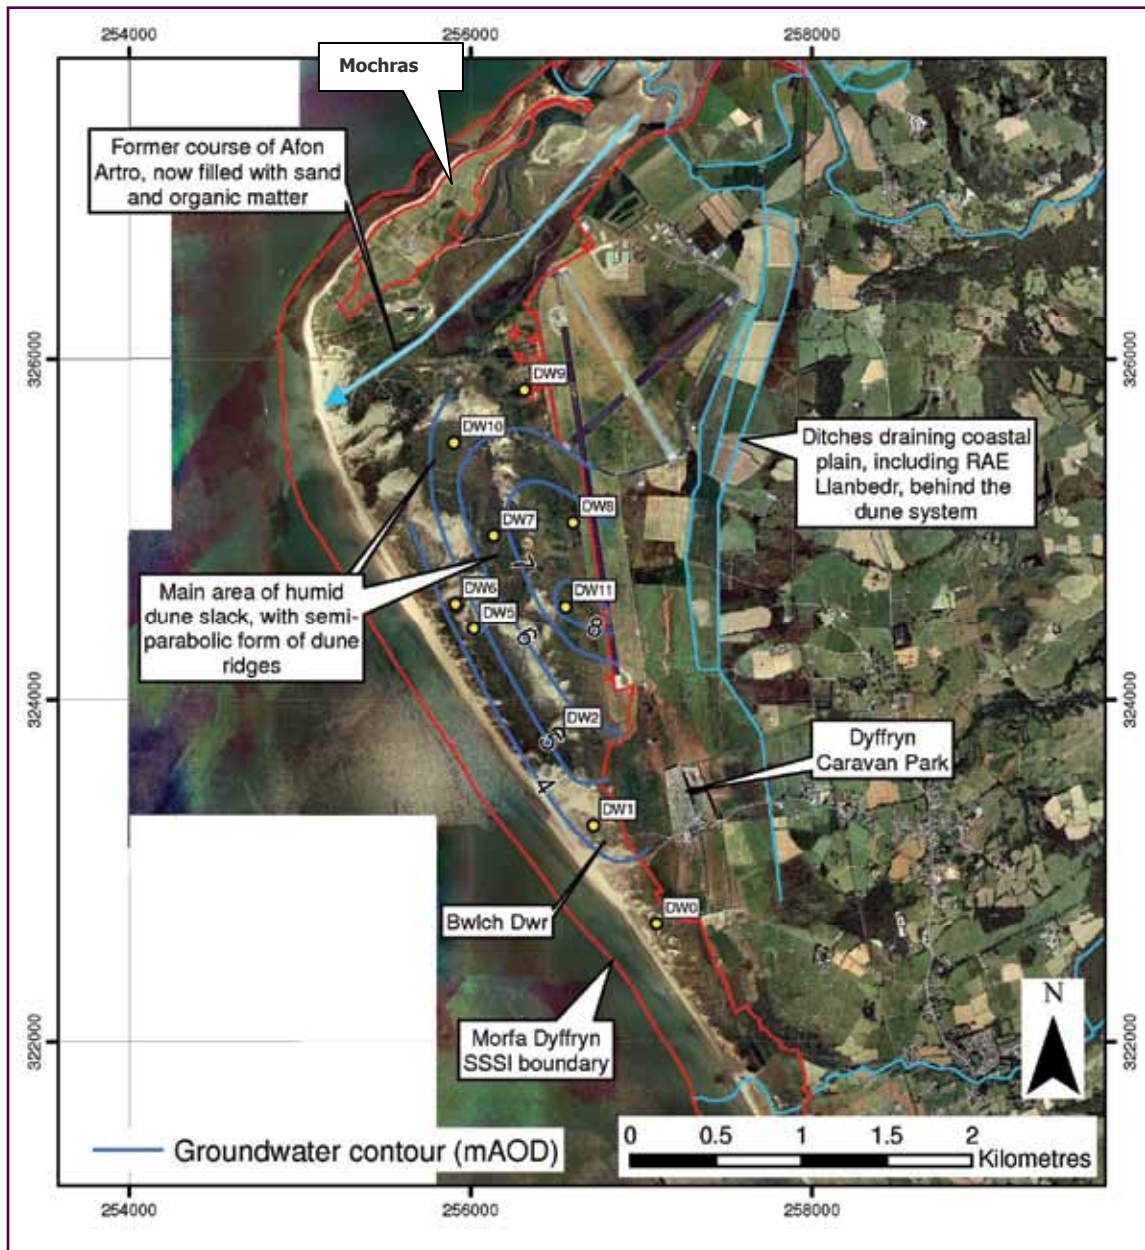 254000
256000
258000
Mochras
Former course of Afon
Artro, now filled with sand
and organic matter
326000
326000
DW9
DW10
Ditches draining coastal
plain, including RAE
Llanbedr, behind the
dune system
DW8
DW7
7
Main area of humid
dune slack, with semi-
parabolic form of dune
ridges
DW6
DW11
DW5
6
8
324000
324000
DW2
5
Dyffryn
Caravan Park
4
DW1
Bwlch Dwr
DW0
Morfa Dyffryn
SSSI boundary
N
322000
322000
0 0.5 1 1.5 2
Kilometres
Groundwater contour (mAOD)
254000
256000
258000